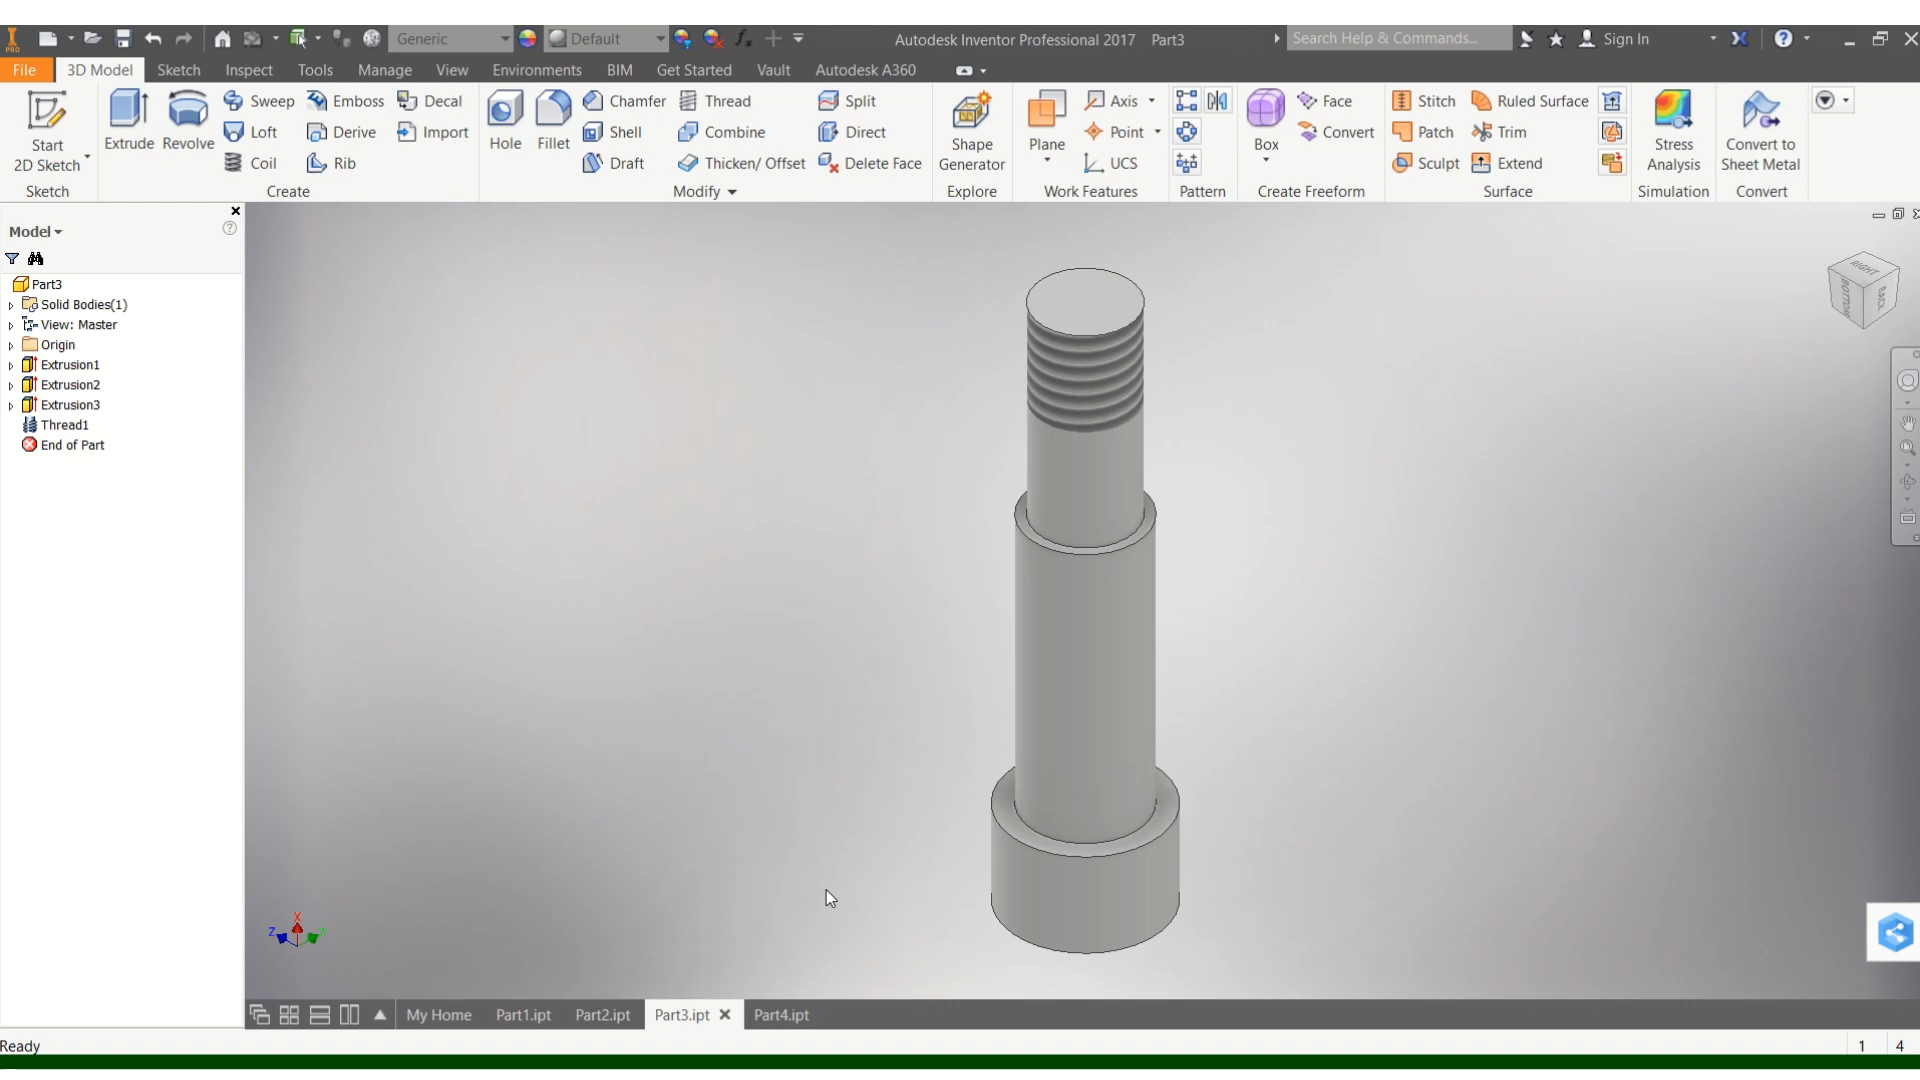 PRO
Generic
Default
Autodesk Inventor Professional 2017 Part3
Search Help & Commands...
Sign In
File 3D Model Sketch Inspect Tools Manage View Environments BIM Get Started Vault Autodesk A360
Start
2D Sketch
Sketch
Extrude Revolve
Sweep Emboss Decal
Loft Derive Import
Coil Rib
Create
Hole Fillet
Chamfer Thread Split
Shell Combine Direct
Draft Thicken/ Offset Delete Face
Modify
Shape
Generator
Explore
Plane
Axis
Point
UCS
Work Features
Pattern
Box
Face
Convert
Create Freeform
Stitch Ruled Surface
Patch Trim
Sculpt Extend
Surface
Stress
Analysis
Simulation
Convert to
Sheet Metal
Convert
Model
Part3
Solid Bodies(1)
View: Master
Origin
Extrusion1
Extrusion2
Extrusion3
Thread1
End of Part
RIGHT
BOTTOM
BACK
X
Z
My Home Part1.ipt Part2.ipt Part3.ipt Part4.ipt
Ready
1 4